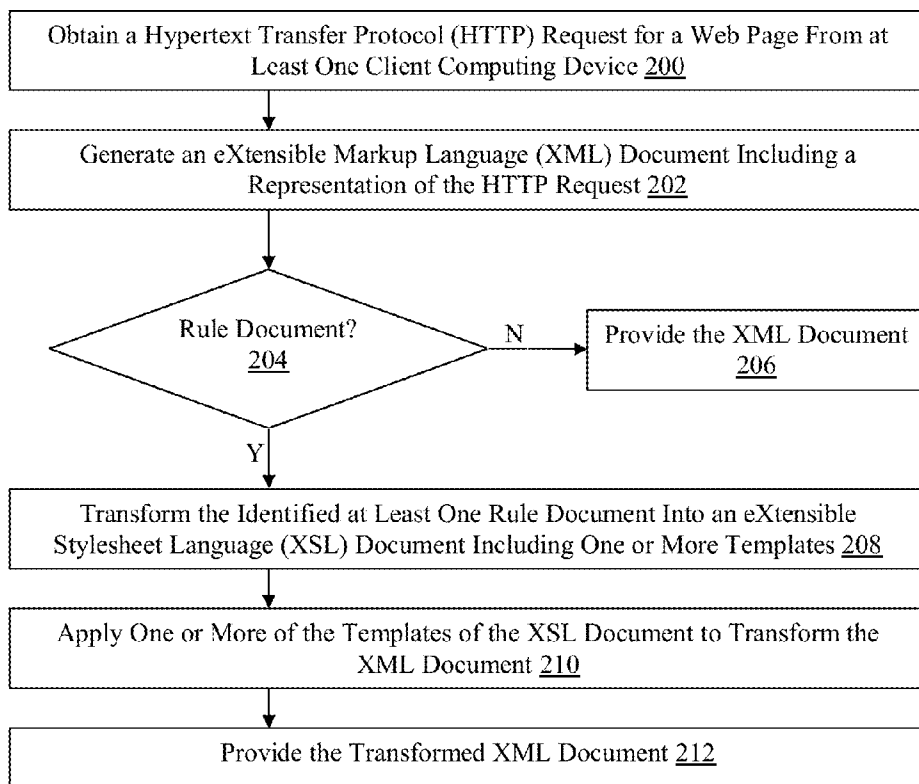 Obtain a Hypertext Transfer Protocol (HTTP) Request for a Web Page From at
Least One Client Computing Device 200
Generate an eXtensible Markup Language (XML) Document Including a
Representation of the HTTP Request 202
Rule Document?
204
N
Provide the XML Document
206
Y
Transform the Identified at Least One Rule Document Into an eXtensible
Stylesheet Language (XSL) Document Including One or More Templates 208
Apply One or More of the Templates of the XSL Document to Transform the
XML Document 210
Provide the Transformed XML Document 212